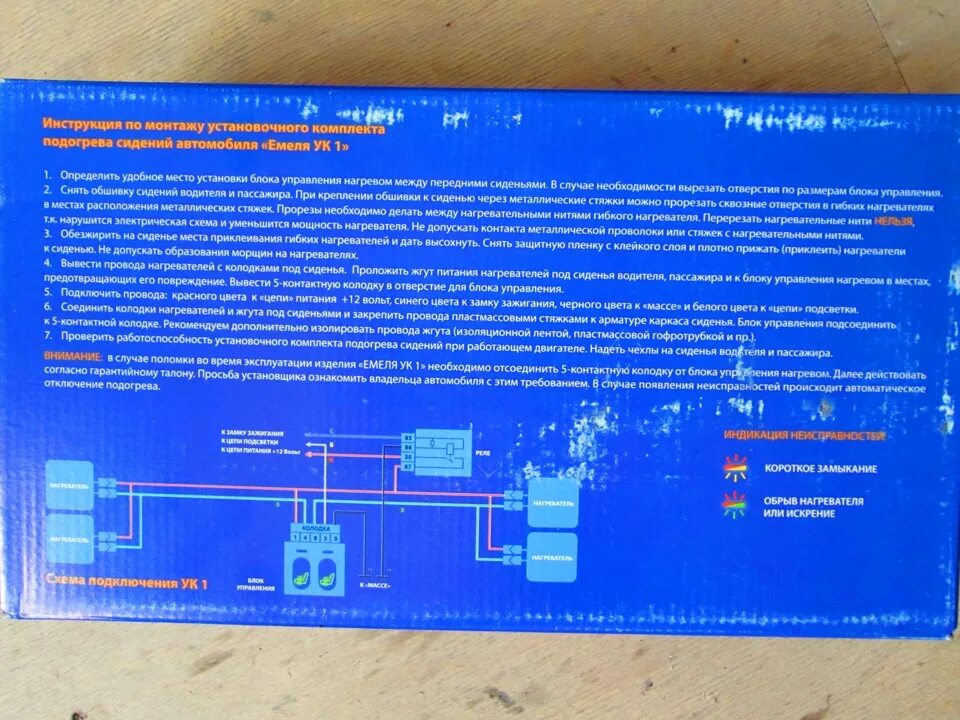 Инструкция по монтажу установочного комплекта
подогрева сидений автомобиля «Емеля УК 1»
1. Определить удобное место установки блока управления нагревом между передними сиденьями. В случае необходимости вырезать отверстия по размерам блока управления.
2. Снять обшивку сидений водителя и пассажира. При креплении обшивки к сиденью через металлические стяжки можно прорезать сквозные отверстия в гибких нагревателях
в местах расположения металлических стяжек. Прорезы необходимо делать между нагревательными нитями гибкого нагревателя. Перерезать нагревательные нити НЕЛЬЗЯ,
т.к. нарушится электрическая схема и уменьшится мощность нагревателя. Не допускать контакта металлической проволоки или стяжек с нагревательными нитями.
3. Обезжирить на сиденье места приклеивания гибких нагревателей и дать высохнуть. Снять защитную пленку с клейкого слоя и плотно прижать (приклеить) нагреватели
к сиденью. Не допускать образования морщин на нагревателях.
4. Вывести провода нагревателей с колодками под сиденья. Проложить жгут питания нагревателей под сиденья водителя, пассажира и к блоку управления нагревом в местах,
предотвращающих его повреждение. Вывести 5-контактную колодку в отверстие для блока управления.
5. Подключить провода: красного цвета к «цепи» питания +12 вольт, синего цвета к замку зажигания, черного цвета к «массе» и белого цвета к «цепи» подсветки.
6. Соединить колодки нагревателей и жгута под сиденьями и закрепить провода пластмассовыми стяжками к арматуре каркаса сиденья. Блок управления подсоединить
к 5-контактной колодке. Рекомендуем дополнительно изолировать провода жгута (изоляционной лентой, пластмассовой гофротрубкой и пр.).
7. Проверить работоспособность установочного комплекта подогрева сидений при работающем двигателе. Надеть чехлы на сиденья водителя и пассажира.
ВНИМАНИЕ: в случае поломки во время эксплуатации изделия «ЕМЕЛЯ УК 1» необходимо отсоединить 5-контактную колодку от блока управления нагревом. Далее действовать
согласно гарантийному талону. Просьба установщика ознакомить владельца автомобиля с этим требованием. В случае появления неисправностей происходит автоматическое
отключение подогрева.
К ЗАМКУ ЗАЖИГАНИЯ
К ЦЕПИ ПОДСВЕТКИ
К ЦЕПИ ПИТАНИЯ +12 Вольт
С
Б
К
85
86
30
87
РЕЛЕ
ИНДИКАЦИЯ НЕИСПРАВНОСТЕЙ:
КОРОТКОЕ ЗАМЫКАНИЕ
ОБРЫВ НАГРЕВАТЕЛЯ
ИЛИ ИСКРЕНИЕ
НАГРЕВАТЕЛЬ
НАГРЕВАТЕЛЬ
НАГРЕВАТЕЛЬ
НАГРЕВАТЕЛЬ
З
З
КОЛОДКА
БЛОК
УПРАВЛЕНИЯ
К «МАССЕ»
Схема подключения УК 1